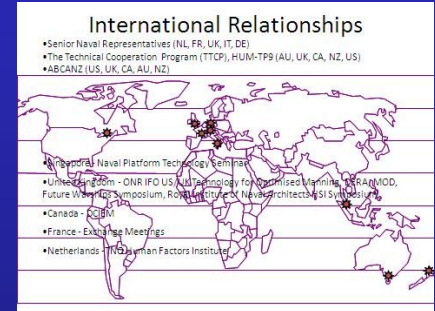 International Relationships
•Senior Naval Representatives (NL, FR, UK, IT, DE)
•The Technical Cooperation Program (TTCP), HUM-TP9 (AU, UK, CA, NZ, US)
•ABCANZ (US, UK, CA, AU, NZ)
•Singapore - Naval Platform Technology Seminar
•United Kingdom - ONR IFO US/UK Technology for Optimised Manning, MOD,
Future Warships Symposium, Royal Institute of Naval Architects, Symposium
•Canada - DCIEM
•France - Exchange Meetings
•Netherlands - TNO Human Factors Institute